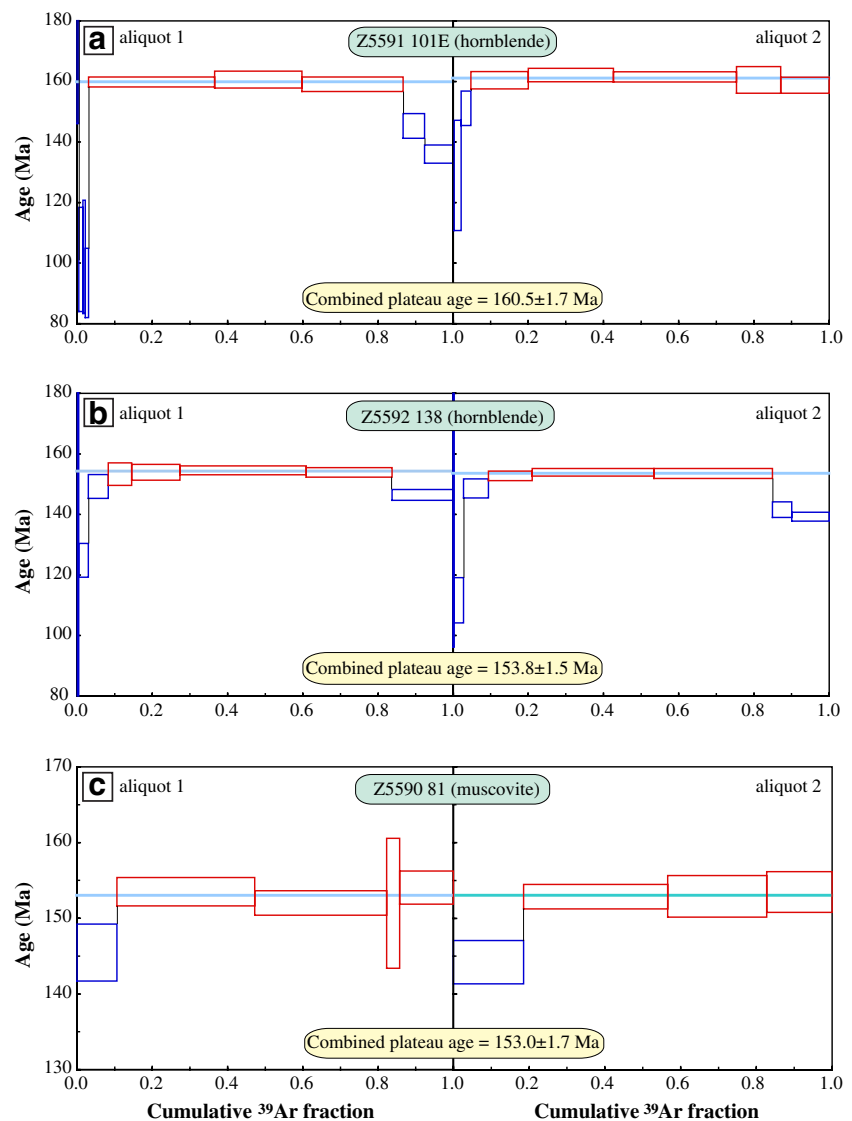 a aliquot 1 Z5591 101E (hornblende) aliquot 2
180
160
140
120
100
80
Age (Ma)
Combined plateau age = 160.5±1.7 Ma
0.0 0.2 0.4 0.6 0.8 1.0 0.2 0.4 0.6 0.8 1.0
b aliquot 1 Z5592 138 (hornblende) aliquot 2
180
160
140
120
100
80
Age (Ma)
Combined plateau age = 153.8±1.5 Ma
0.0 0.2 0.4 0.6 0.8 1.0 0.2 0.4 0.6 0.8 1.0
c aliquot 1 Z5590 81 (muscovite) aliquot 2
170
160
150
140
130
Age (Ma)
Combined plateau age = 153.0±1.7 Ma
0.0 0.2 0.4 0.6 0.8 1.0 0.2 0.4 0.6 0.8 1.0
Cumulative ³⁹Ar fraction Cumulative ³⁹Ar fraction